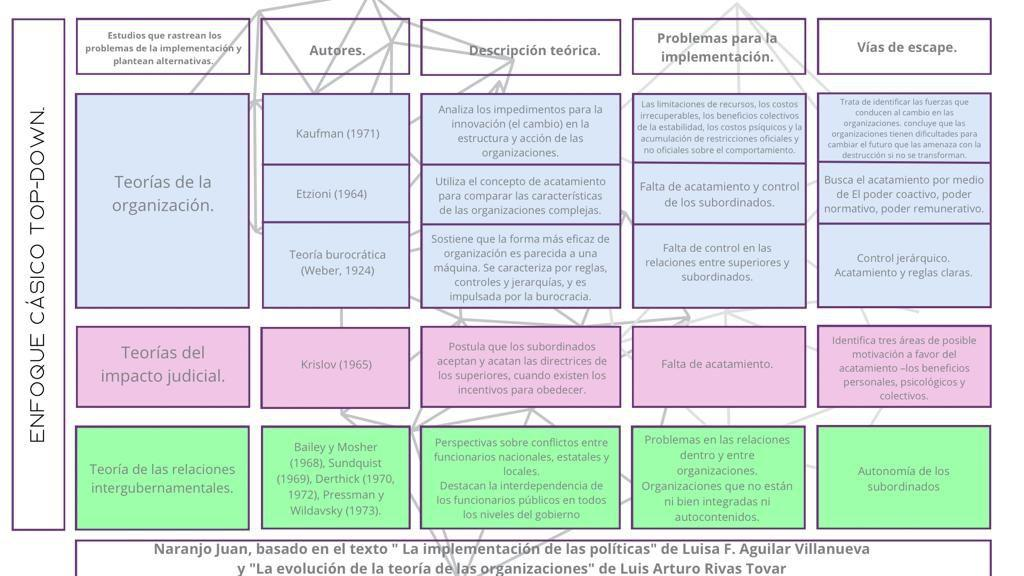 ENFOQUE CÁSICO TOP-DOWN.
Estudios que rastrean los
problemas de la implementación y
plantean alternativas.
Autores.
Descripción teórica.
Problemas para la
implementación.
Vías de escape.
Teorías de la
organización.
Kaufman (1971)
Analiza los impedimentos para la
innovación (el cambio) en la
estructura y acción de las
organizaciones.
Las limitaciones de recursos, los costos
irrecuperables, los beneficios colectivos
de la estabilidad, los costos psíquicos y la
acumulación de restricciones oficiales y
no oficiales sobre el comportamiento.
Trata de identificar las fuerzas que
conducen al cambio en las
organizaciones. concluye que las
organizaciones tienen dificultades para
cambiar el futuro que las amenaza con la
destrucción si no se transforman.
Etzioni (1964)
Utiliza el concepto de acatamiento
para comparar las características
de las organizaciones complejas.
Falta de acatamiento y control
de los subordinados.
Busca el acatamiento por medio
de El poder coactivo, poder
normativo, poder remunerativo.
Teoría burocrática
(Weber, 1924)
Sostiene que la forma más eficaz de
organización es parecida a una
máquina. Se caracteriza por reglas,
controles y jerarquías, y es
impulsada por la burocracia.
Falta de control en las
relaciones entre superiores y
subordinados.
Control jerárquico.
Acatamiento y reglas claras.
Teorías del
impacto judicial.
Krislov (1965)
Postula que los subordinados
aceptan y acatan las directrices de
los superiores, cuando existen los
incentivos para obedecer.
Falta de acatamiento.
Identifica tres áreas de posible
motivación a favor del
acatamiento –los beneficios
personales, psicológicos y
colectivos.
Teoría de las relaciones
intergubernamentales.
Bailey y Mosher
(1968), Sundquist
(1969), Derthick (1970,
1972), Pressman y
Wildavsky (1973).
Perspectivas sobre conflictos entre
funcionarios nacionales, estatales y
locales.
Destacan la interdependencia de
los funcionarios públicos en todos
los niveles del gobierno
Problemas en las relaciones
dentro y entre
organizaciones.
Organizaciones que no están
ni bien integradas ni
autocontenidos.
Autonomía de los
subordinados
Naranjo Juan, basado en el texto " La implementación de las políticas" de Luisa F. Aguilar Villanueva
y "La evolución de la teoría de las organizaciones" de Luis Arturo Rivas Tovar